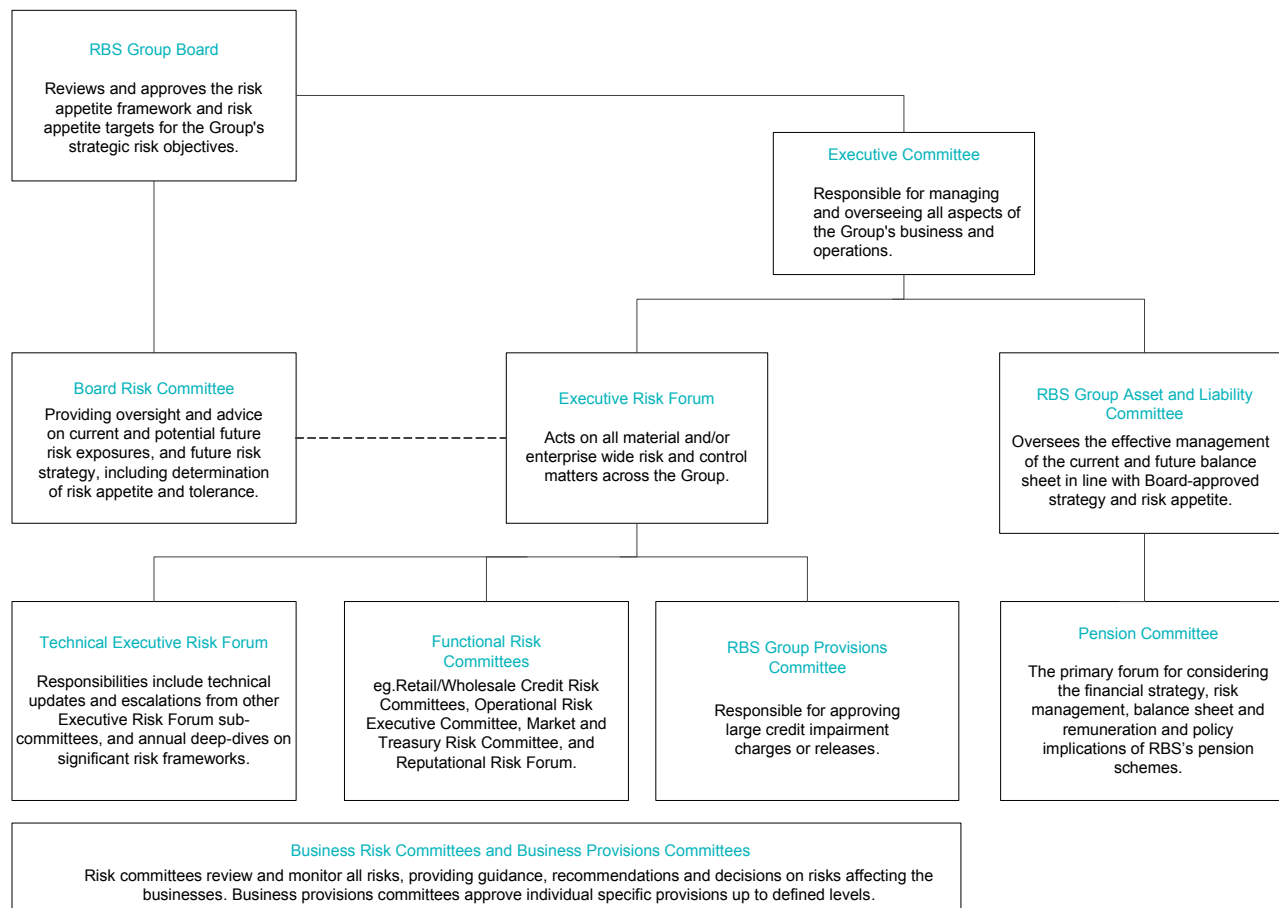 RBS Group Board
Reviews and approves the risk
appetite framework and risk
appetite targets for the Group's
strategic risk objectives.
Executive Committee
Responsible for managing
and overseeing all aspects of
the Group's business and
operations.
Board Risk Committee
Providing oversight and advice
on current and potential future
risk exposures, and future risk
strategy, including determination
of risk appetite and tolerance.
Executive Risk Forum
Acts on all material and/or
enterprise wide risk and control
matters across the Group.
RBS Group Asset and Liability
Committee
Oversees the effective management
of the current and future balance
sheet in line with Board-approved
strategy and risk appetite.
Technical Executive Risk Forum
Responsibilities include technical
updates and escalations from other
Executive Risk Forum sub-
committees, and annual deep-dives on
significant risk frameworks.
Functional Risk
Committees
eg.Retail/Wholesale Credit Risk
Committees, Operational Risk
Executive Committee, Market and
Treasury Risk Committee, and
Reputational Risk Forum.
RBS Group Provisions
Committee
Responsible for approving
large credit impairment
charges or releases.
Pension Committee
The primary forum for considering
the financial strategy, risk
management, balance sheet and
remuneration and policy
implications of RBS’s pension
schemes.
Business Risk Committees and Business Provisions Committees
Risk committees review and monitor all risks, providing guidance, recommendations and decisions on risks affecting the
businesses. Business provisions committees approve individual specific provisions up to defined levels.